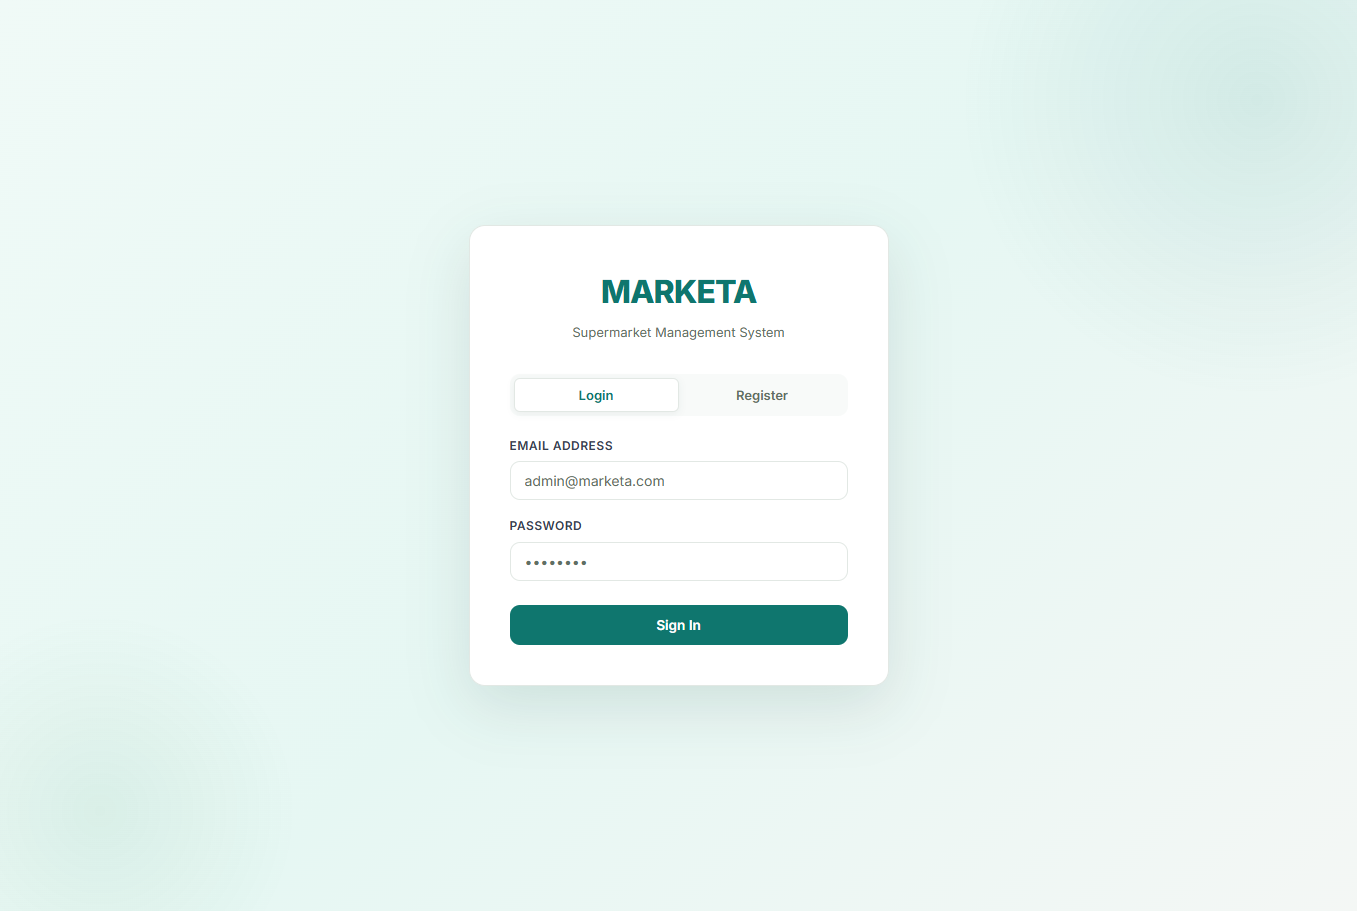 MARKETA
Supermarket Management System
Login
Register
EMAIL ADDRESS
admin@marketa.com
PASSWORD
••••••••
Sign In